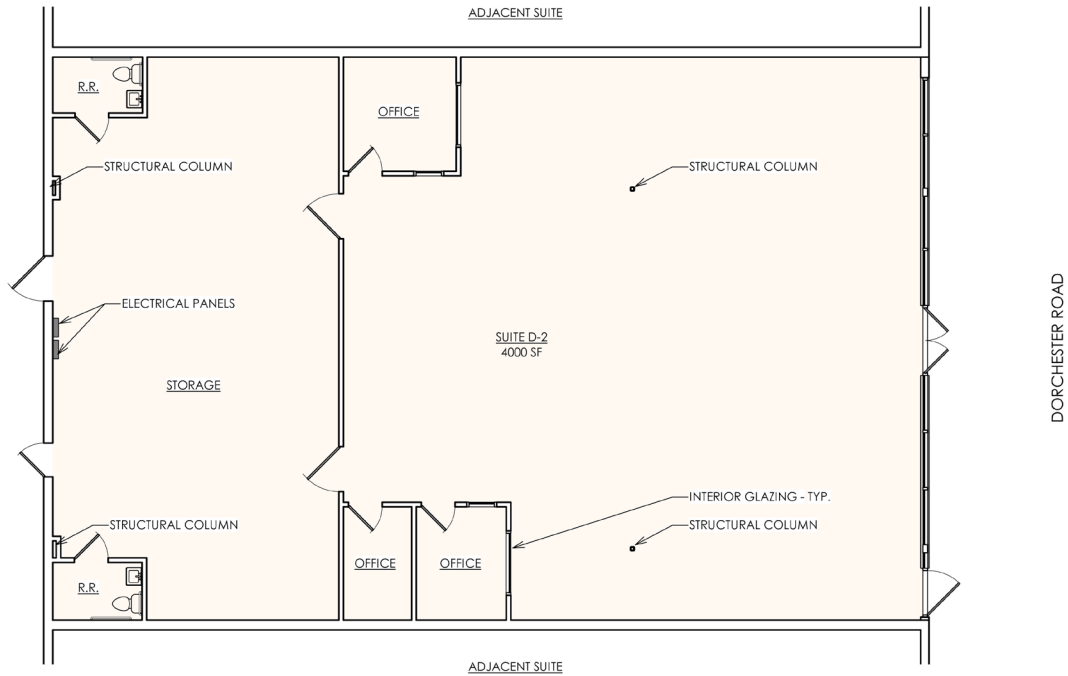 ADJACENT SUITE
R.R.
OFFICE
STRUCTURAL COLUMN
STRUCTURAL COLUMN
ELECTRICAL PANELS
SUITE D-2
4000 SF
STORAGE
DORCHESTER ROAD
INTERIOR GLAZING - TYP.
STRUCTURAL COLUMN
STRUCTURAL COLUMN
OFFICE
OFFICE
R.R.
ADJACENT SUITE